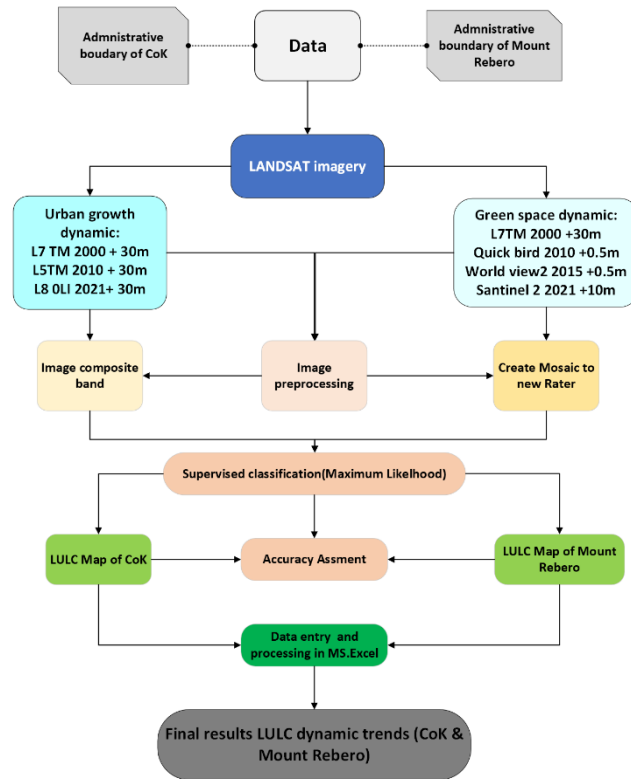 Admnistrative
boudary of CoK
Data
Admnistrative
boundary of Mount
Rebero
LANDSAT imagery
Urban growth
dynamic:
L7 TM 2000 + 30m
L5TM 2010 + 30m
L8 0LI 2021+ 30m
Green space dynamic:
L7TM 2000 +30m
Quick bird 2010 +0.5m
World view2 2015 +0.5m
Santinel 2 2021 +10m
Image composite
band
Image
preprocessing
Create Mosaic to
new Rater
Supervised classification(Maximum Likelhood)
LULC Map of CoK
Accuracy Assment
LULC Map of Mount
Rebero
Data entry and
processing in MS.Excel
Final results LULC dynamic trends (CoK &
Mount Rebero)